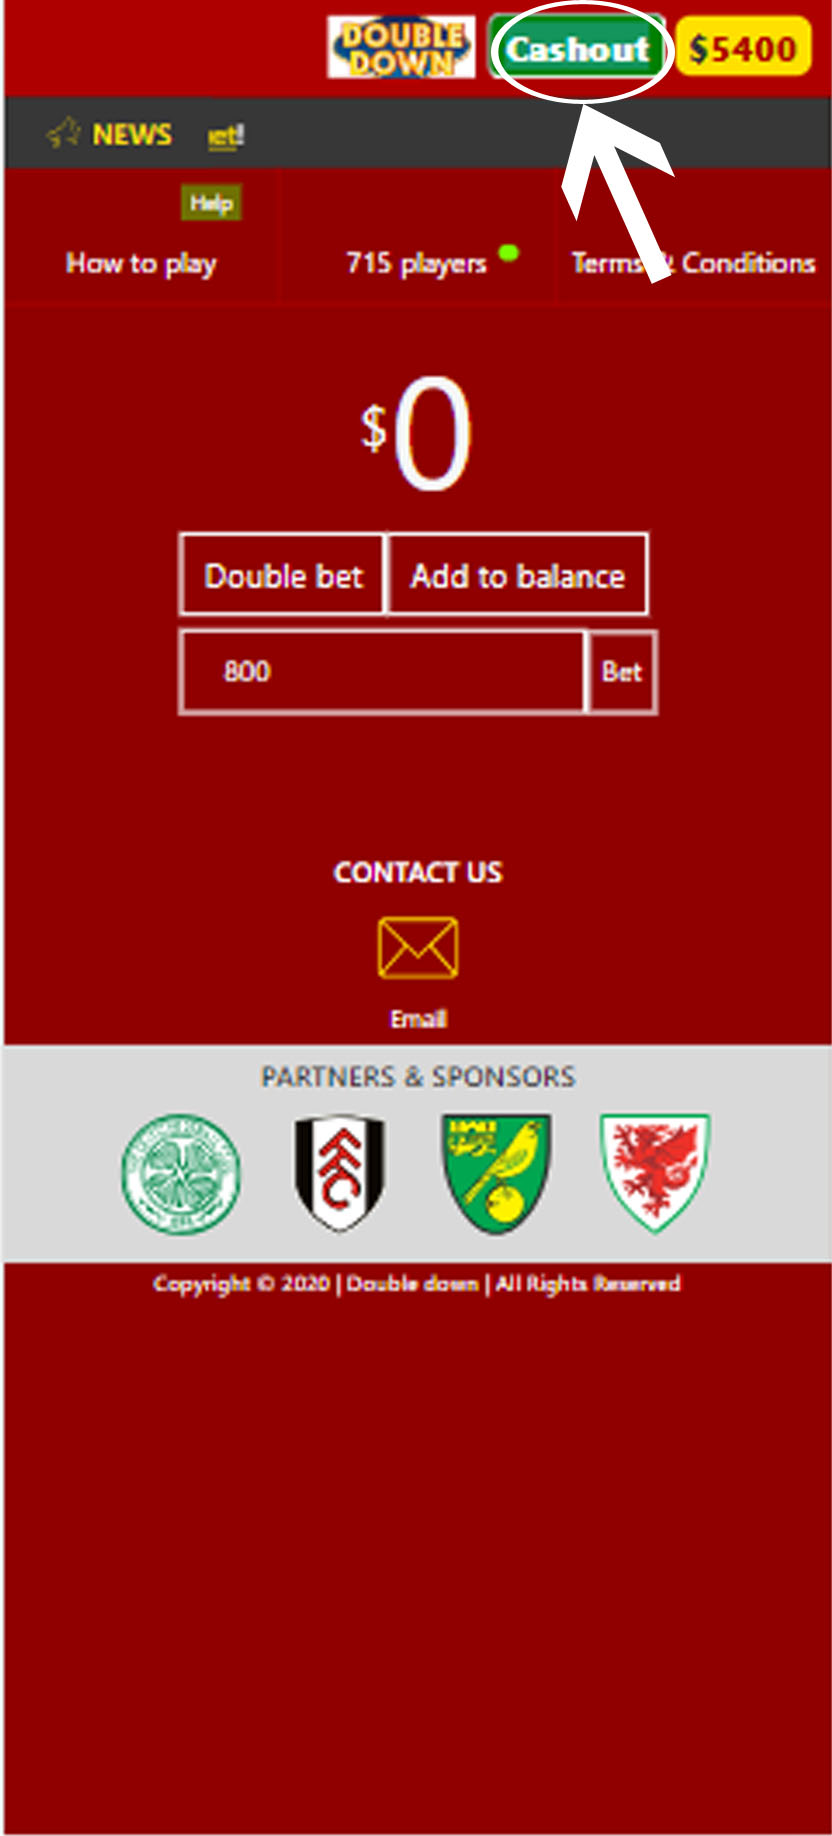 DOUBLE DOWN
Cashout
$5400
NEWS
et!
Help
How to play
715 players
Terms & Conditions
$0
Double bet
Add to balance
800
Bet
CONTACT US
Email
PARTNERS & SPONSORS
Copyright © 2020 | Double down | All Rights Reserved